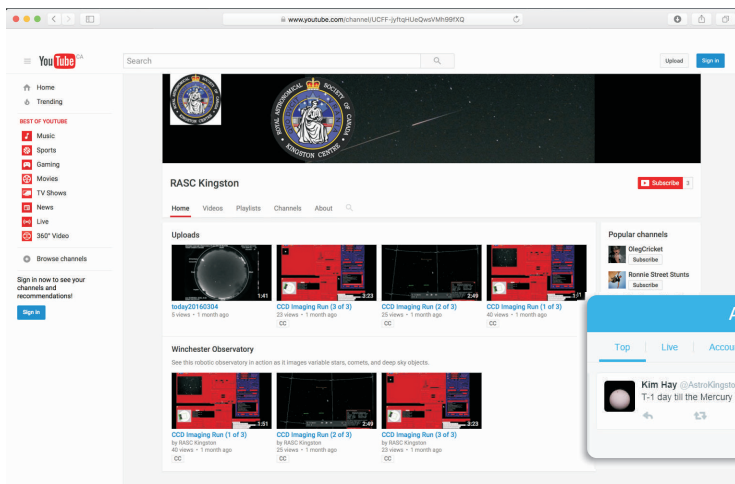 www.youtube.com/channel/UCFF-jyftqHUeQwsVMh99fXQ
YouTube CA
Search
Upload
Sign in
Home
Trending
BEST OF YOUTUBE
Music
Sports
Gaming
Movies
TV Shows
News
Live
360° Video
Browse channels
Sign in now to see your
channels and
recommendations!
Sign in
ROYAL ASTRONOMICAL SOCIETY OF CANADA
KINGSTON CENTRE
RASC Kingston
Subscribe 3
Home Videos Playlists Channels About
Uploads
1:41
today20160304
5 views • 1 month ago
3:23
CCD Imaging Run (3 of 3)
23 views • 1 month ago
CC
2:49
CCD Imaging Run (2 of 3)
25 views • 1 month ago
CC
CCD Imaging Run (1 of 3)
40 views • 1 month ago
CC
Winchester Observatory
See this robotic observatory in action as it images variable stars, comets, and deep sky objects.
1:51
CCD Imaging Run (1 of 3)
by RASC Kingston
40 views • 1 month ago
CC
2:49
CCD Imaging Run (2 of 3)
by RASC Kingston
25 views • 1 month ago
CC
3:23
CCD Imaging Run (3 of 3)
by RASC Kingston
23 views • 1 month ago
CC
Popular channels
OlegCricket
Subscribe
Ronnie Street Stunts
Subscribe
A
Top Live Accou
Kim Hay @AstroKingsto
T-1 day till the Mercury